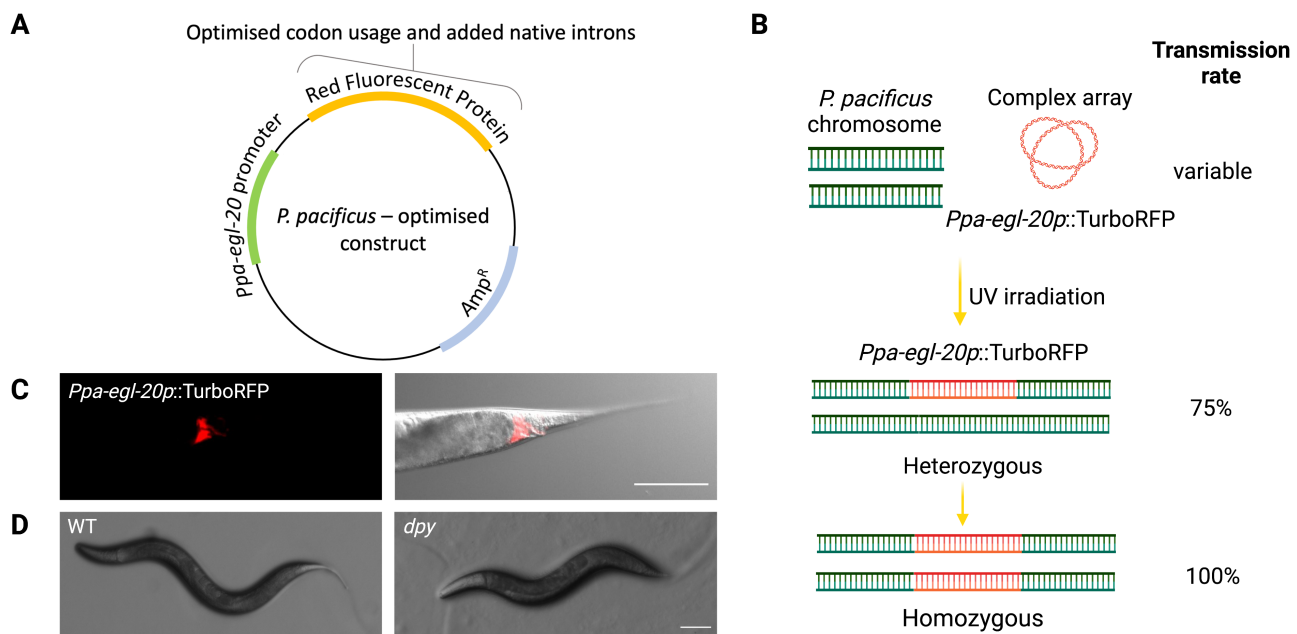 A
Optimised codon usage and added native introns
Red Fluorescent Protein
Ppa-egl-20 promoter
P. pacificus – optimised
construct
AmpR
B
Transmission
rate
P. pacificus
chromosome
Complex array
variable
Ppa-egl-20p::TurboRFP
UV irradiation
Ppa-egl-20p::TurboRFP
75%
Heterozygous
100%
Homozygous
C
Ppa-egl-20p::TurboRFP
D
WT
dpy